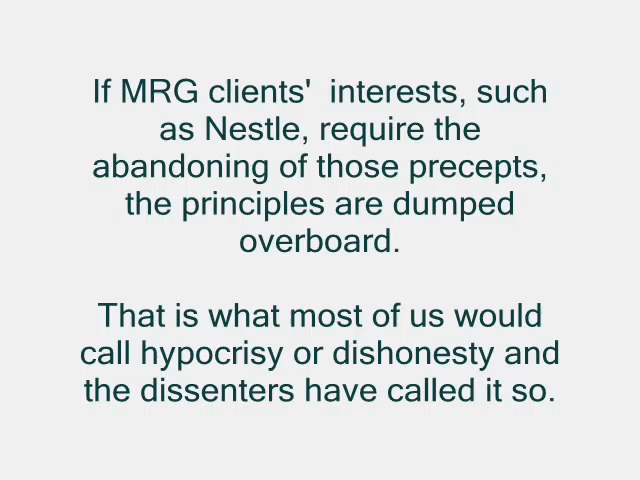 If MRG clients'  interests, such
as Nestle, require the
abandoning of those precepts,
the principles are dumped
overboard.
That is what most of us would
call hypocrisy or dishonesty and
the dissenters have called it so.